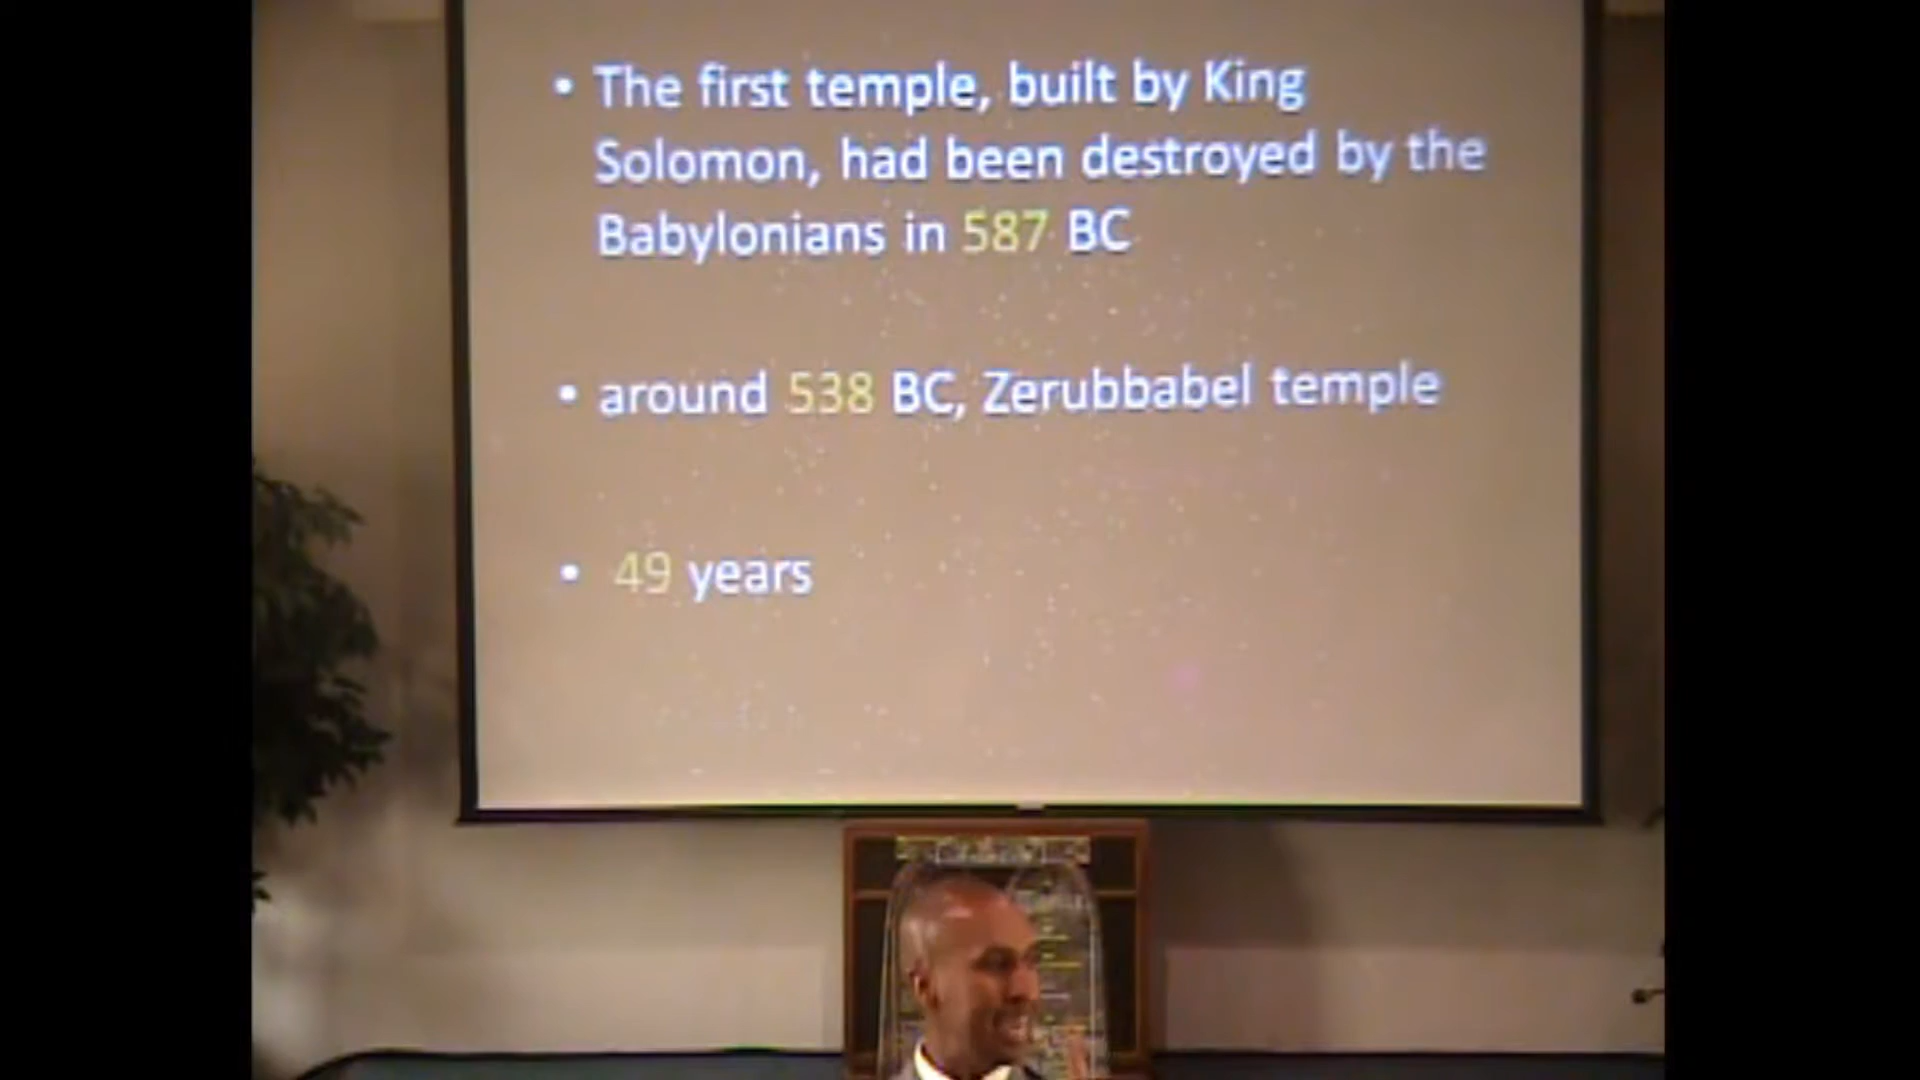 • The first temple, built by King
Solomon, had been destroyed by the
Babylonians in 587 BC
• around 538 BC, Zerubbabel temple
• 49 years